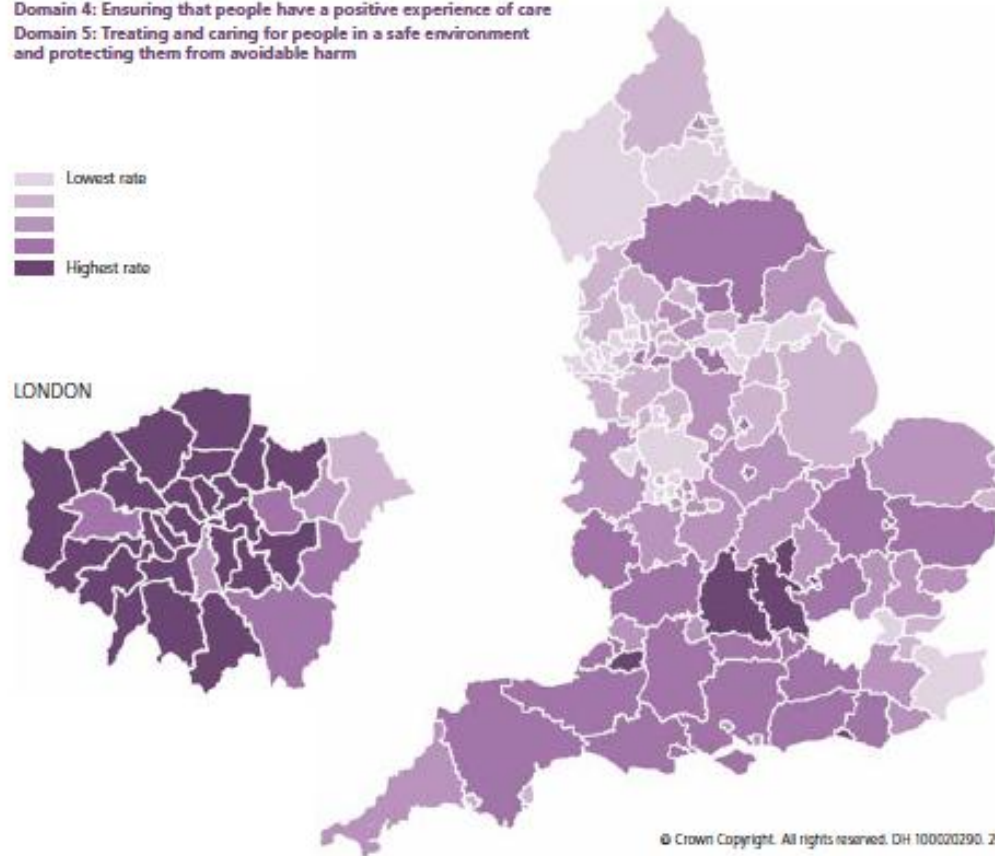 Domain 4: Ensuring that people have a positive experience of care
Domain 5: Treating and caring for people in a safe environment
and protecting them from avoidable harm
Lowest rate
Highest rate
LONDON
© Crown Copyright. All rights reserved. DH 100020290. 2